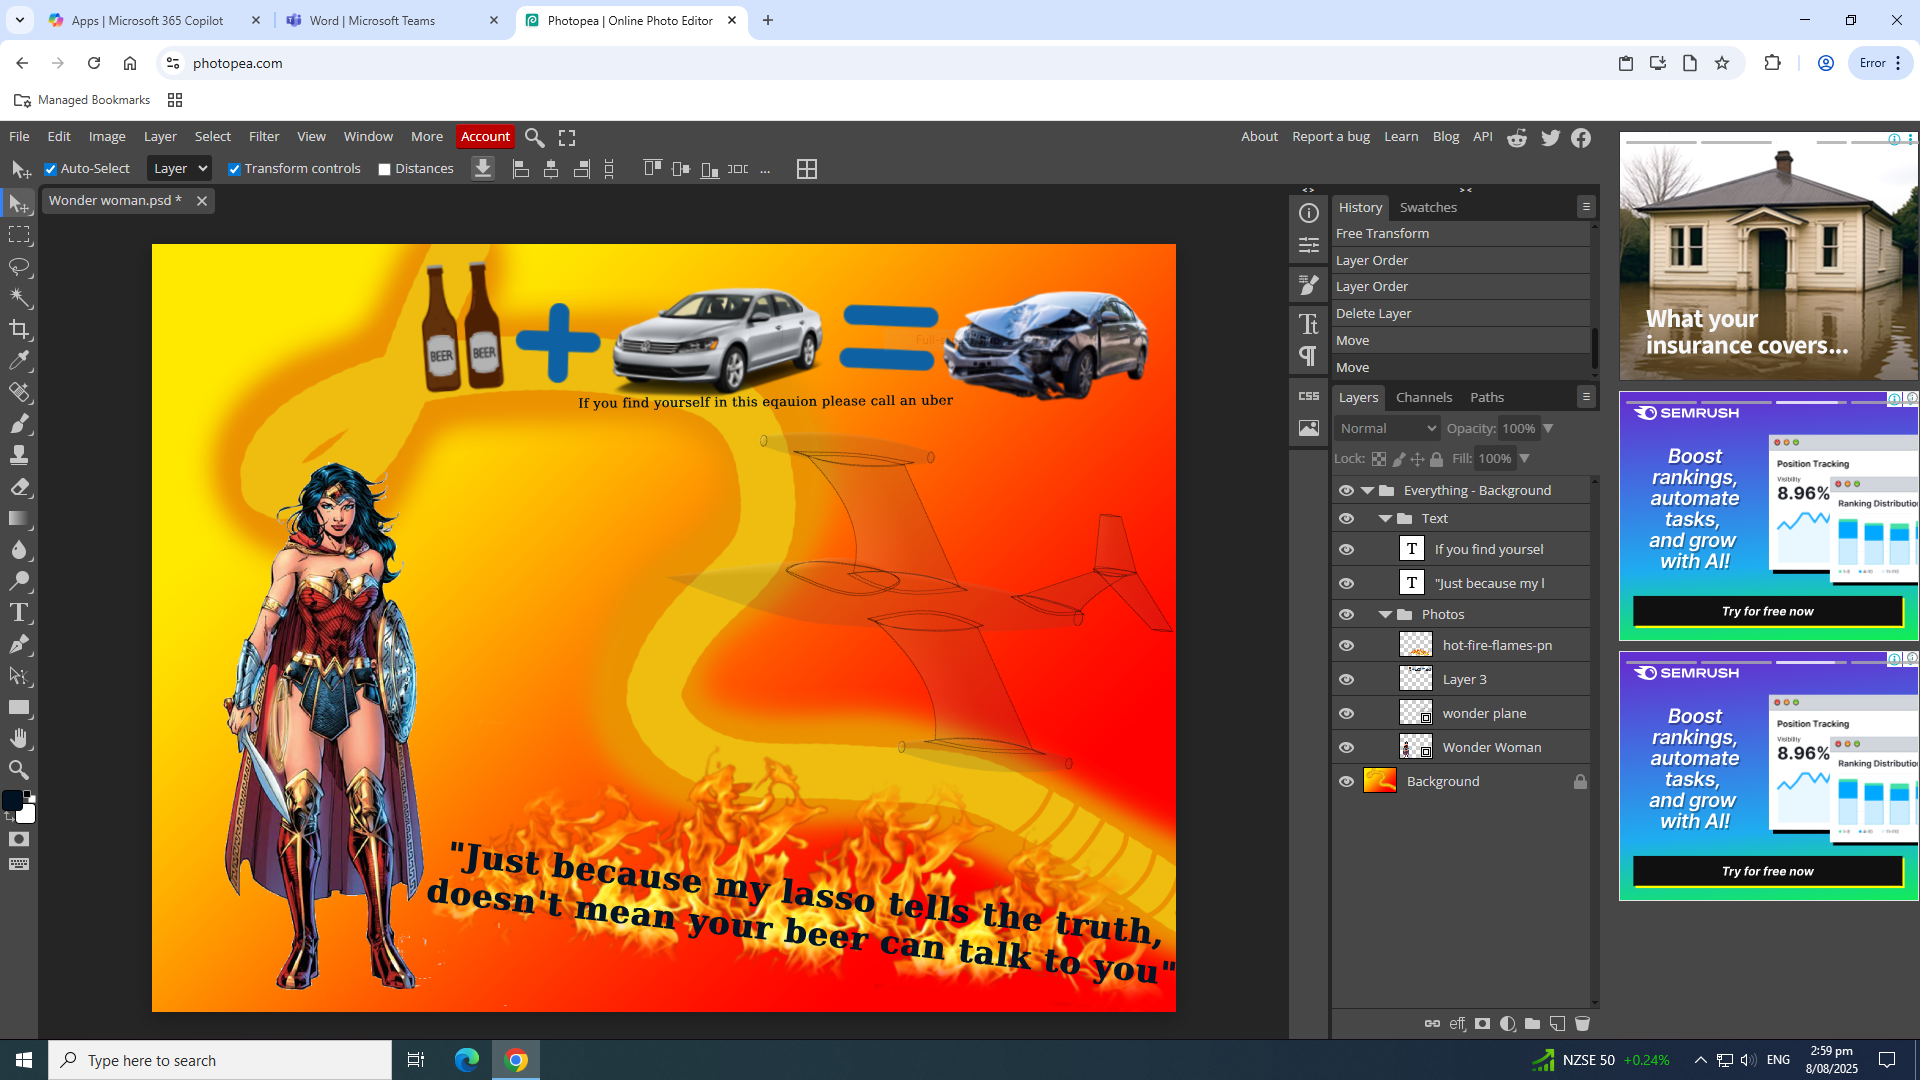 Apps | Microsoft 365 Copilot
Word | Microsoft Teams
Photopea | Online Photo Editor
photopea.com
Error
Managed Bookmarks
File Edit Image Layer Select Filter View Window More Account
About Report a bug Learn Blog API
Auto-Select Layer Transform controls Distances ...
Wonder woman.psd *
BEER BEER
If you find yourself in this eqauion please call an uber
"Just because my lasso tells the truth,
doesn't mean your beer can talk to you"
History Swatches
Free Transform
Layer Order
Layer Order
Delete Layer
Move
Move
CSS
Layers Channels Paths
Normal Opacity: 100%
Lock: Fill: 100%
Everything - Background
Text
T If you find yoursel
T "Just because my l
Photos
hot-fire-flames-pn
Layer 3
wonder plane
Wonder Woman
Background
eff
What your
insurance covers...
SEMRUSH
Boost
rankings,
automate
tasks,
and grow
with AI!
Position Tracking
Visibility
8.96%
Ranking Distribution
Try for free now
SEMRUSH
Boost
rankings,
automate
tasks,
and grow
with AI!
Position Tracking
Visibility
8.96%
Ranking Distribution
Try for free now
Type here to search
NZSE 50 +0.24%
ENG
2:59 pm
8/08/2025